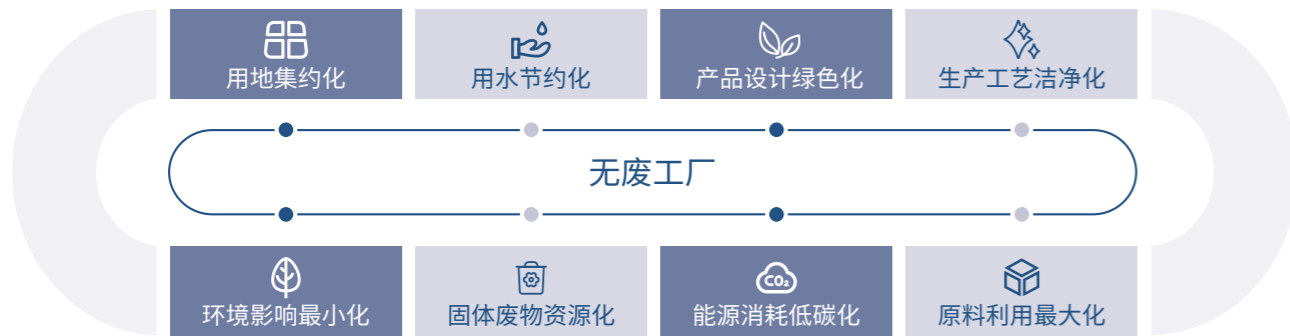 用地集约化
用水节约化
产品设计绿色化
生产工艺洁净化
无废工厂
环境影响最小化
固体废物资源化
CO₂
能源消耗低碳化
原料利用最大化